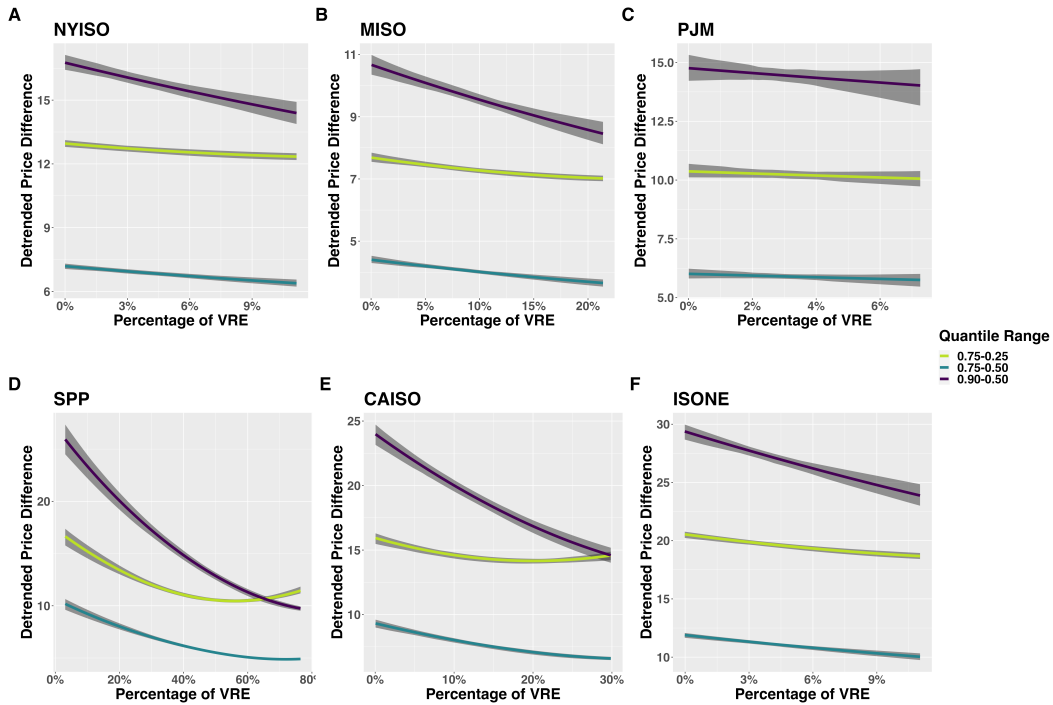 A
NYISO
Detrended Price Difference
15
12
9
6
0% 3% 6% 9%
Percentage of VRE
B
MISO
Detrended Price Difference
11
9
7
5
0% 5% 10% 15% 20%
Percentage of VRE
C
PJM
Detrended Price Difference
15.0
12.5
10.0
7.5
5.0
0% 2% 4% 6%
Percentage of VRE
Quantile Range
0.75-0.25
0.75-0.50
0.90-0.50
D
SPP
Detrended Price Difference
20
10
0% 20% 40% 60% 80
Percentage of VRE
E
CAISO
Detrended Price Difference
25
20
15
10
0% 10% 20% 30%
Percentage of VRE
F
ISONE
Detrended Price Difference
30
25
20
15
10
0% 3% 6% 9%
Percentage of VRE